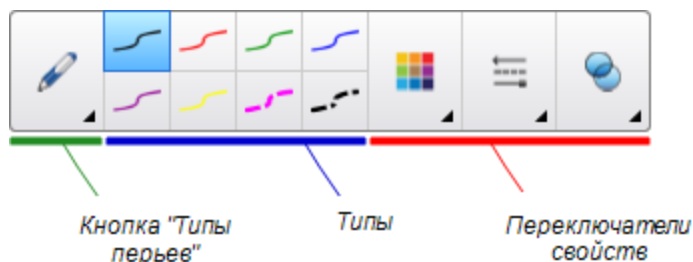 Кнопка "Типы
перьев"
Типы
Переключатели
свойств